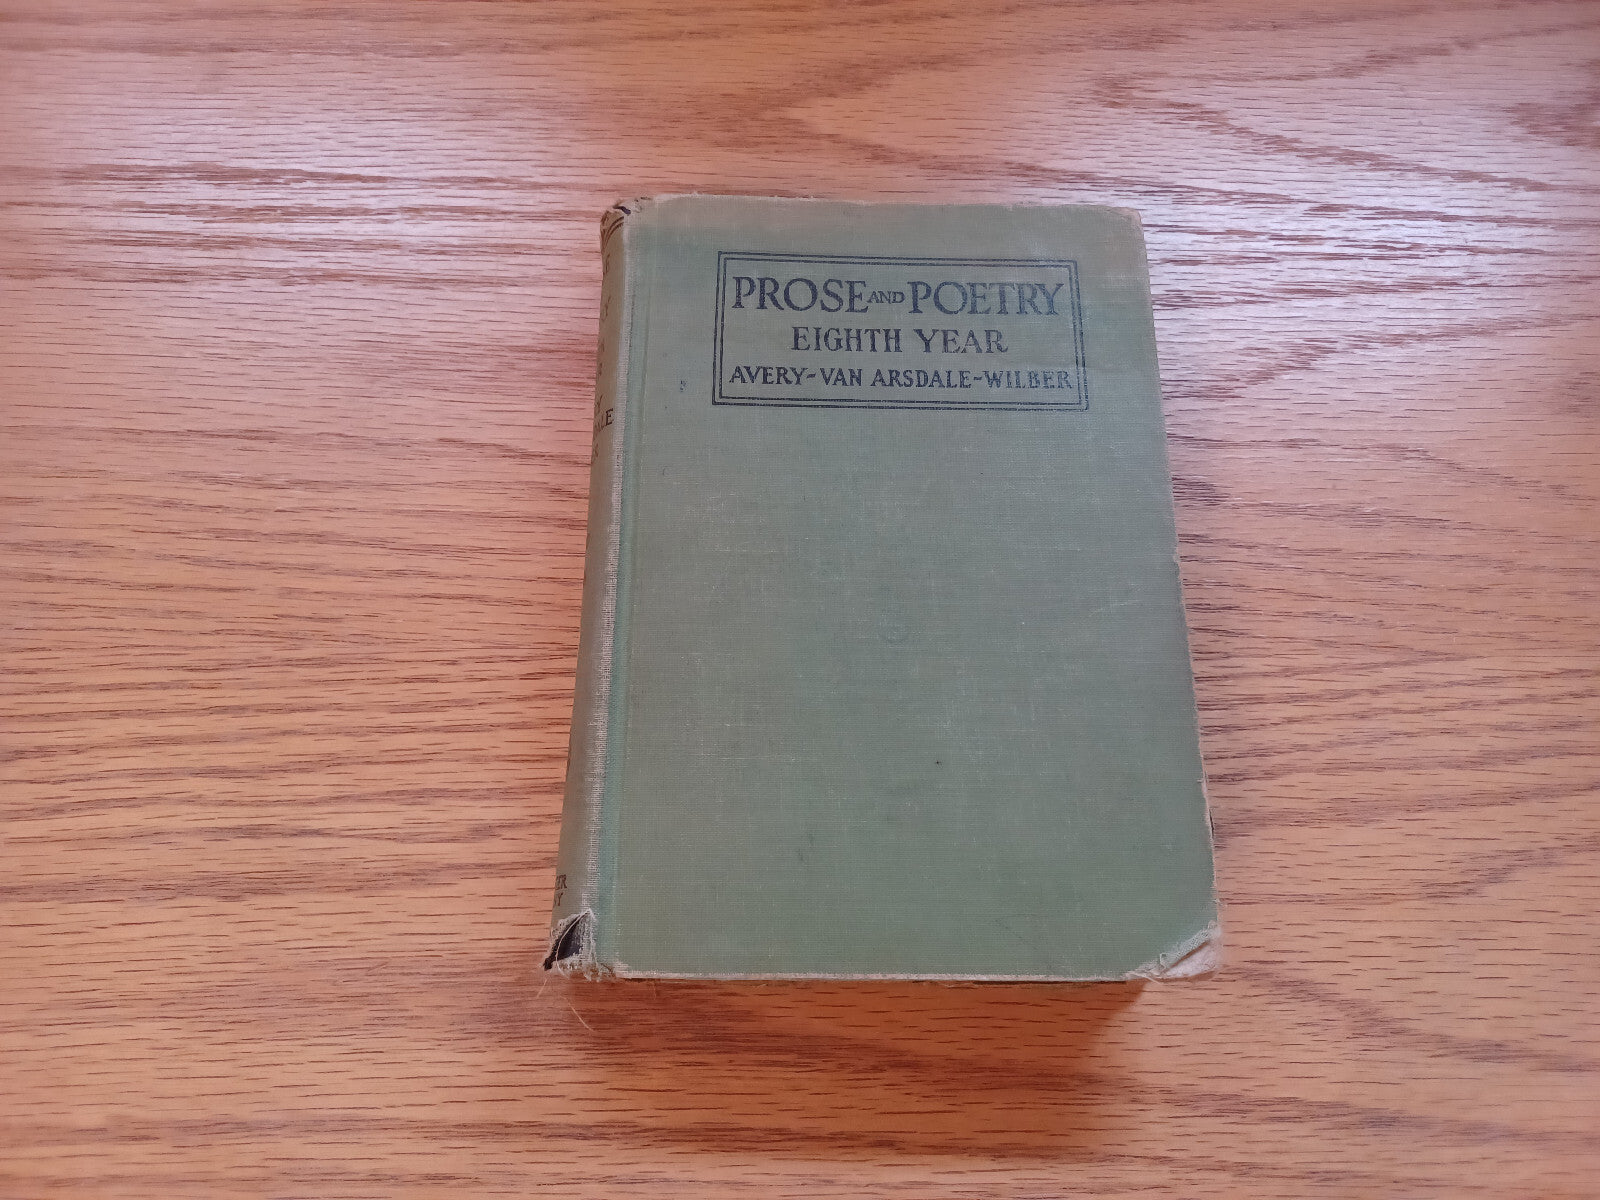 PROSE AND POETRY
EIGHTH YEAR
AVERY-VAN ARSDALE-WILBER